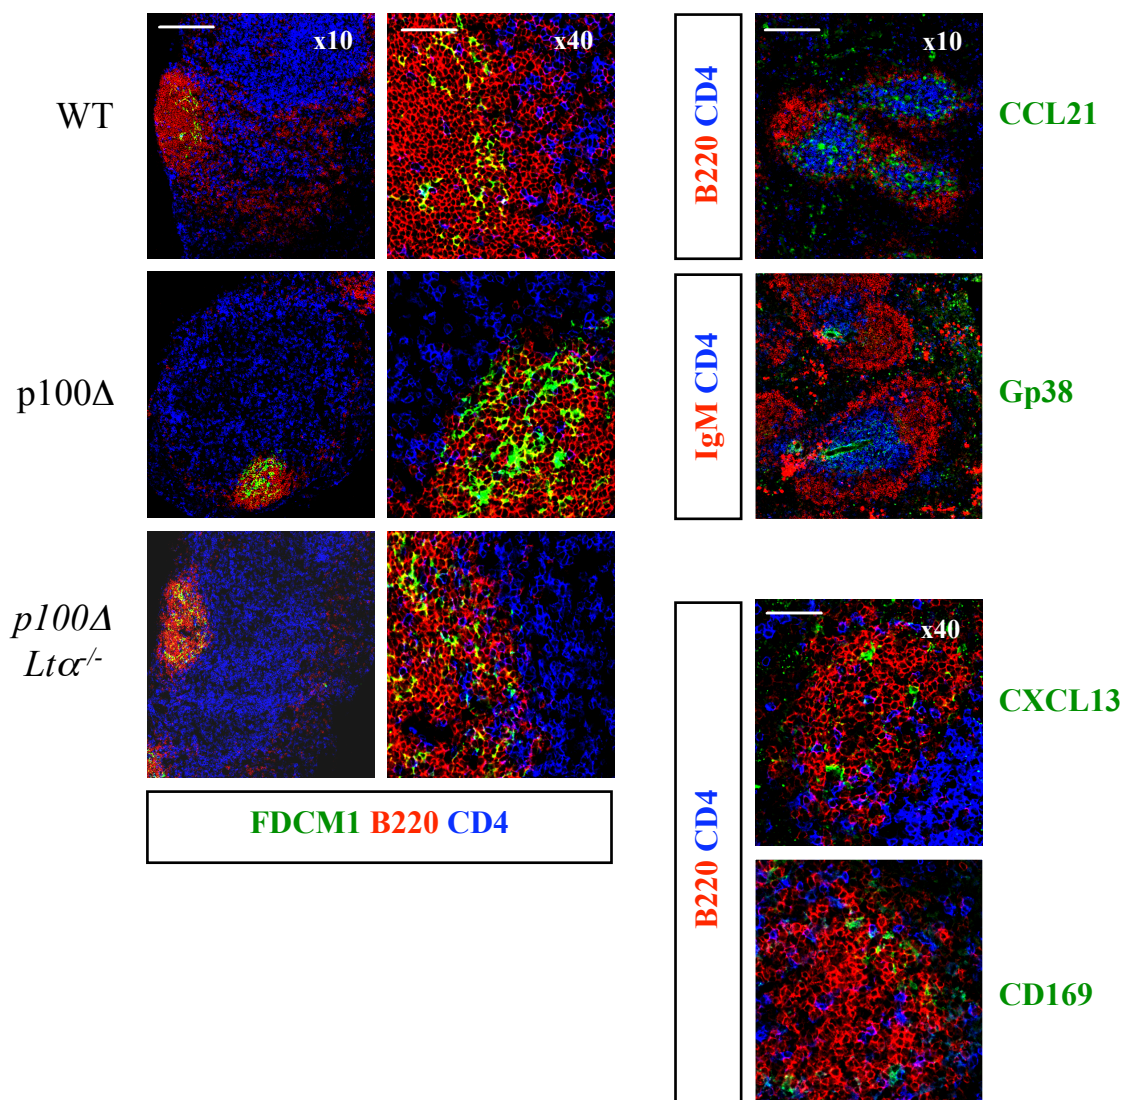 x10
x40
WT
p100Δ
p100Δ
Ltα-/-
FDCM1 B220 CD4
B220 CD4
x10
CCL21
IgM CD4
Gp38
B220 CD4
x40
CXCL13
CD169